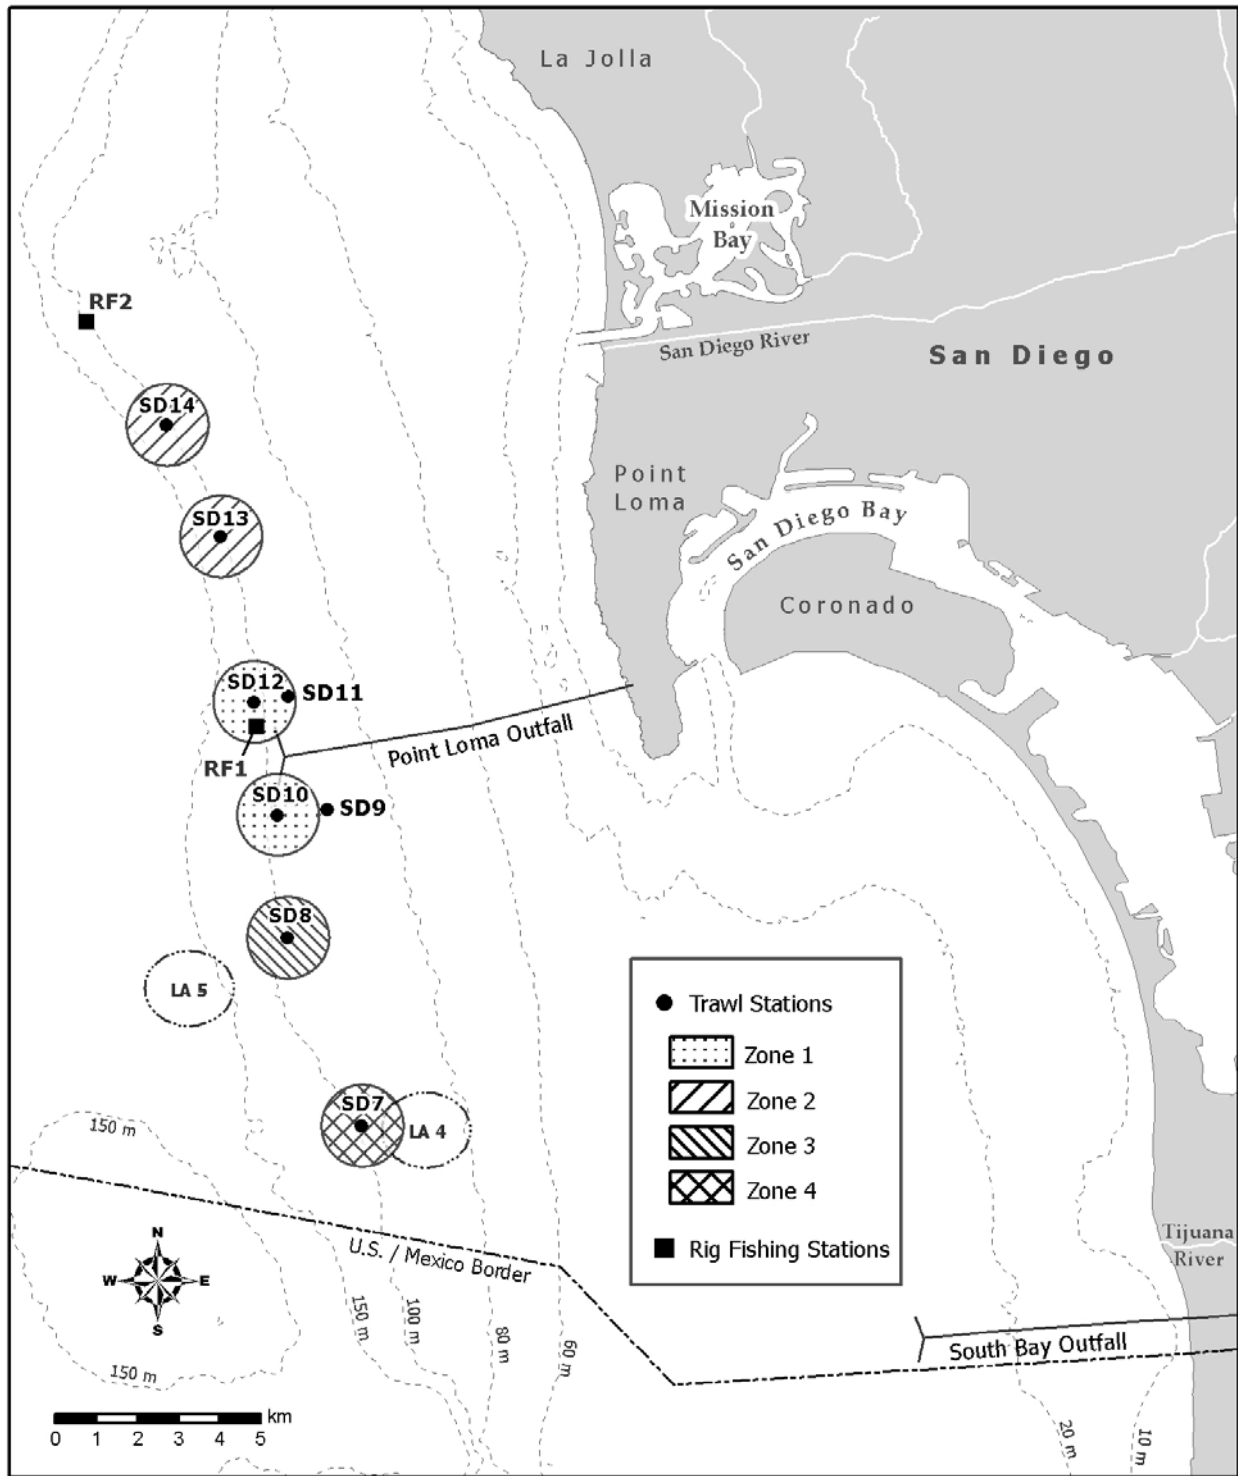 La Jolla
Mission
Bay
RF2
San Diego River
San Diego
SD14
Point
Loma
San Diego Bay
SD13
Coronado
SD12
SD11
RF1
Point Loma Outfall
SD10
SD9
SD8
LA 5
Trawl Stations
Zone 1
Zone 2
Zone 3
Zone 4
Rig Fishing Stations
SD7
LA 4
150 m
N
W
E
S
U.S. / Mexico Border
Tijuana
River
150 m
100 m
80 m
60 m
South Bay Outfall
150 m
20 m
10 m
km
0 1 2 3 4 5